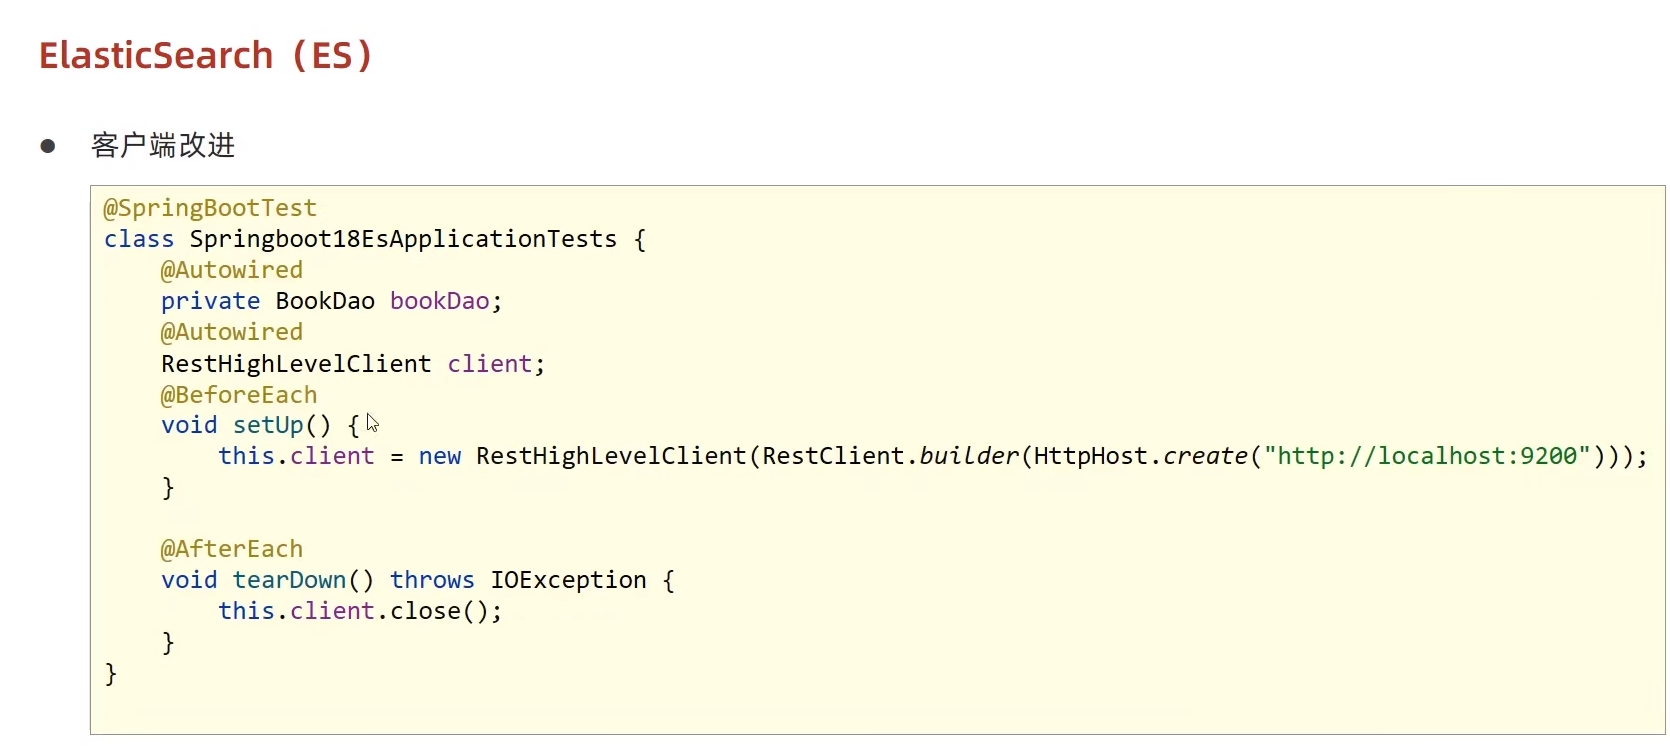 ElasticSearch（ES）
● 客户端改进
@SpringBootTest
class Springboot18EsApplicationTests {
    @Autowired
    private BookDao bookDao;
    @Autowired
    RestHighLevelClient client;
    @BeforeEach
    void setUp() {
        this.client = new RestHighLevelClient(RestClient.builder(HttpHost.create("http://localhost:9200")));
    }
    @AfterEach
    void tearDown() throws IOException {
        this.client.close();
    }
}